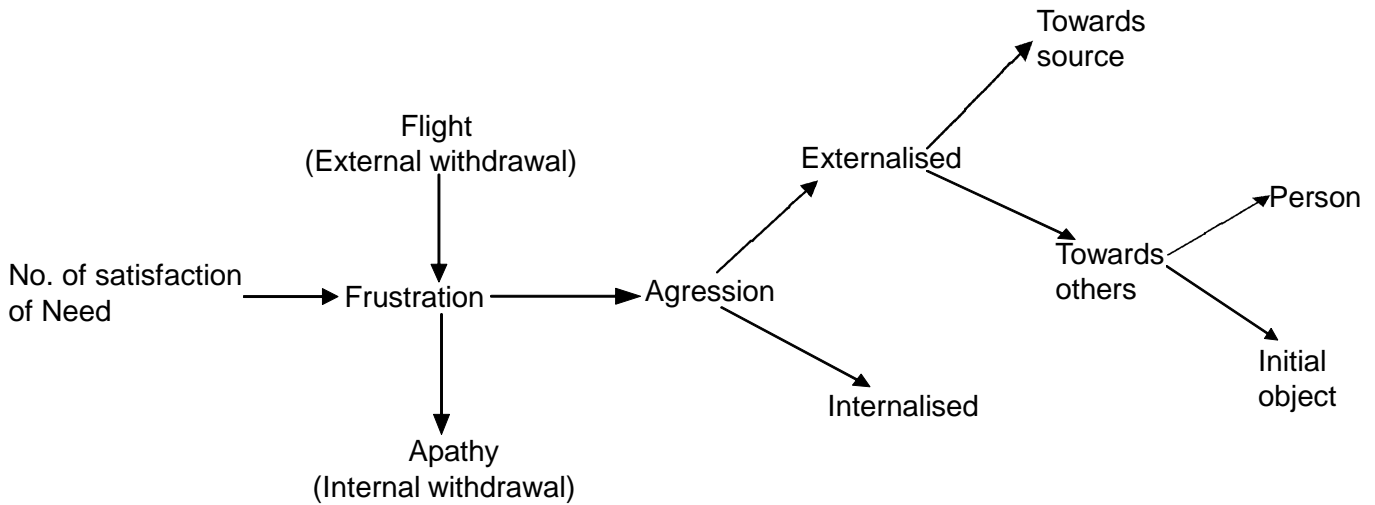 Towards
source
Flight
(External withdrawal)
Externalised
Person
No. of satisfaction
of Need
Frustration
Agression
Towards
others
Initial
object
Internalised
Apathy
(Internal withdrawal)